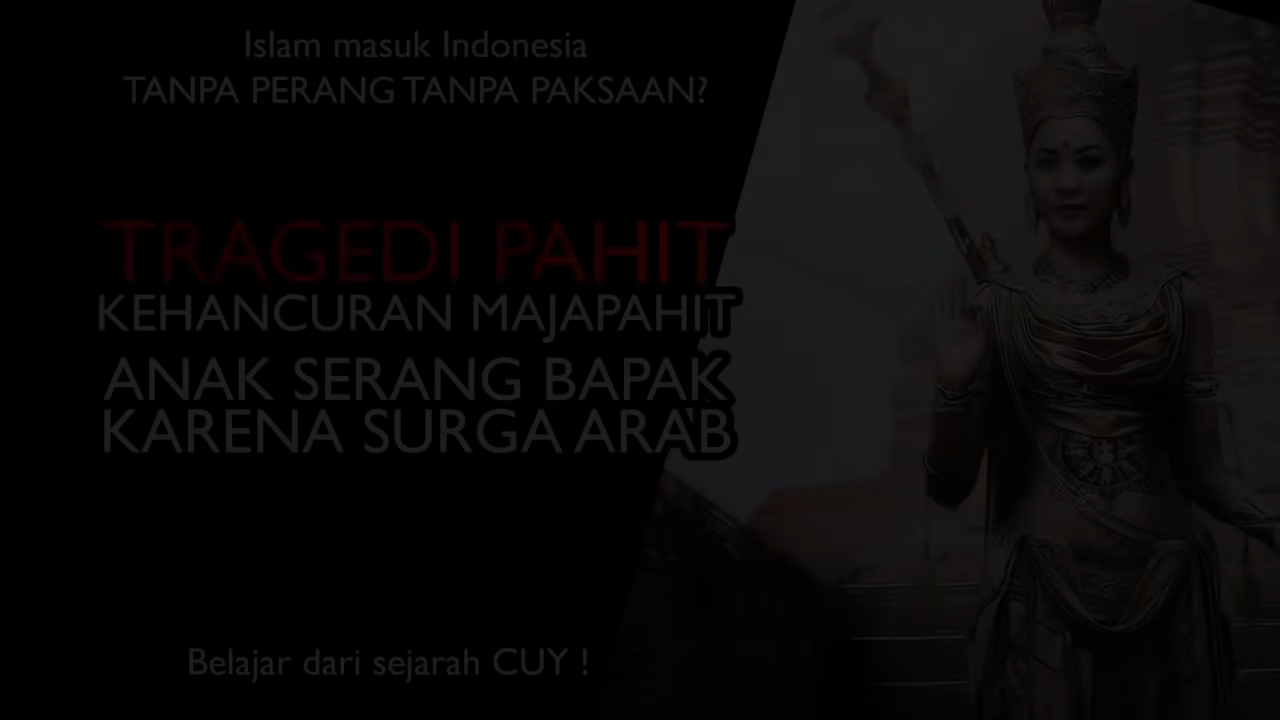 Islam masuk Indonesia
TANPA PERANG TANPA PAKSAAN?
TRAGEDI PAHIT
KEHANCURAN MAJAPAHIT
ANAK SERANG BAPAK
KARENA SURGA ARAB
Belajar dari sejarah CUY !